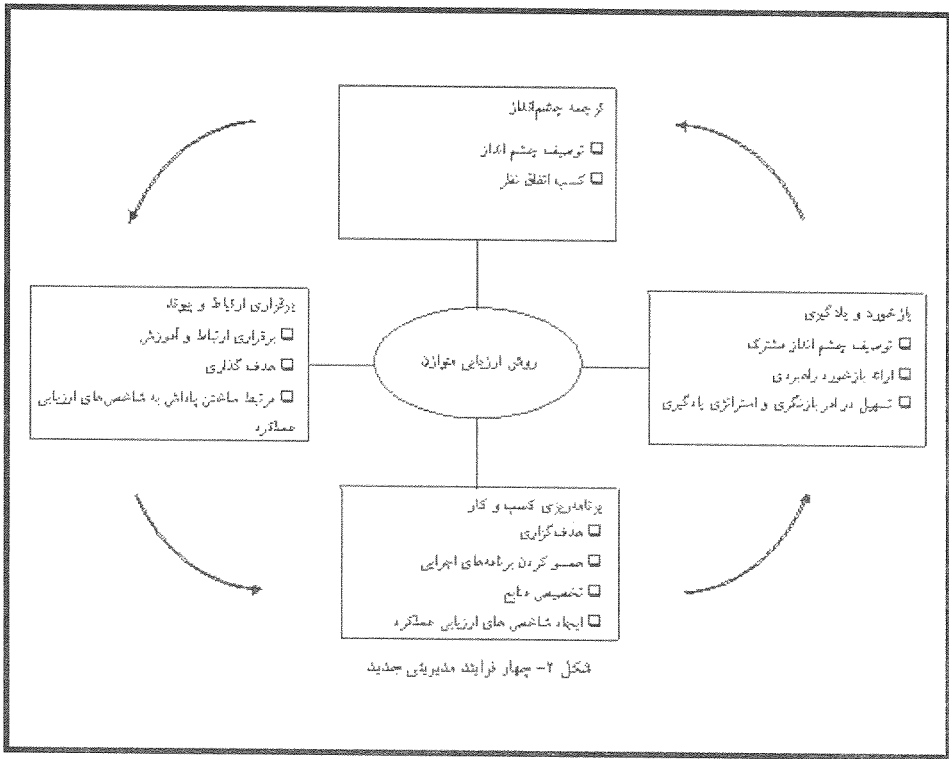 ترجمه چشم‌انداز
❑ توصیف چشم انداز
❑ کسب اتفاق نظر
برقراری ارتباط و پیوند
❑ برقراری ارتباط و آموزش
❑ هدف گذاری
❑ مرتبط ساختن پاداش به شاخص‌های ارزیابی
عملکرد
روش ارزیابی متوازن
بازخورد و یادگیری
❑ توصیف چشم انداز مشترک
❑ ارائه بازخورد راهبردی
❑ تسهیل در امر بازنگری و استراتژی یادگیری
برنامه‌ریزی کسب و کار
❑ هدف‌گزاری
❑ همسو کردن برنامه‌های اجرایی
❑ تخصیص منابع
❑ ایجاد شاخص های ارزیابی عملکرد
شکل ۲- چهار فرایند مدیریتی جدید